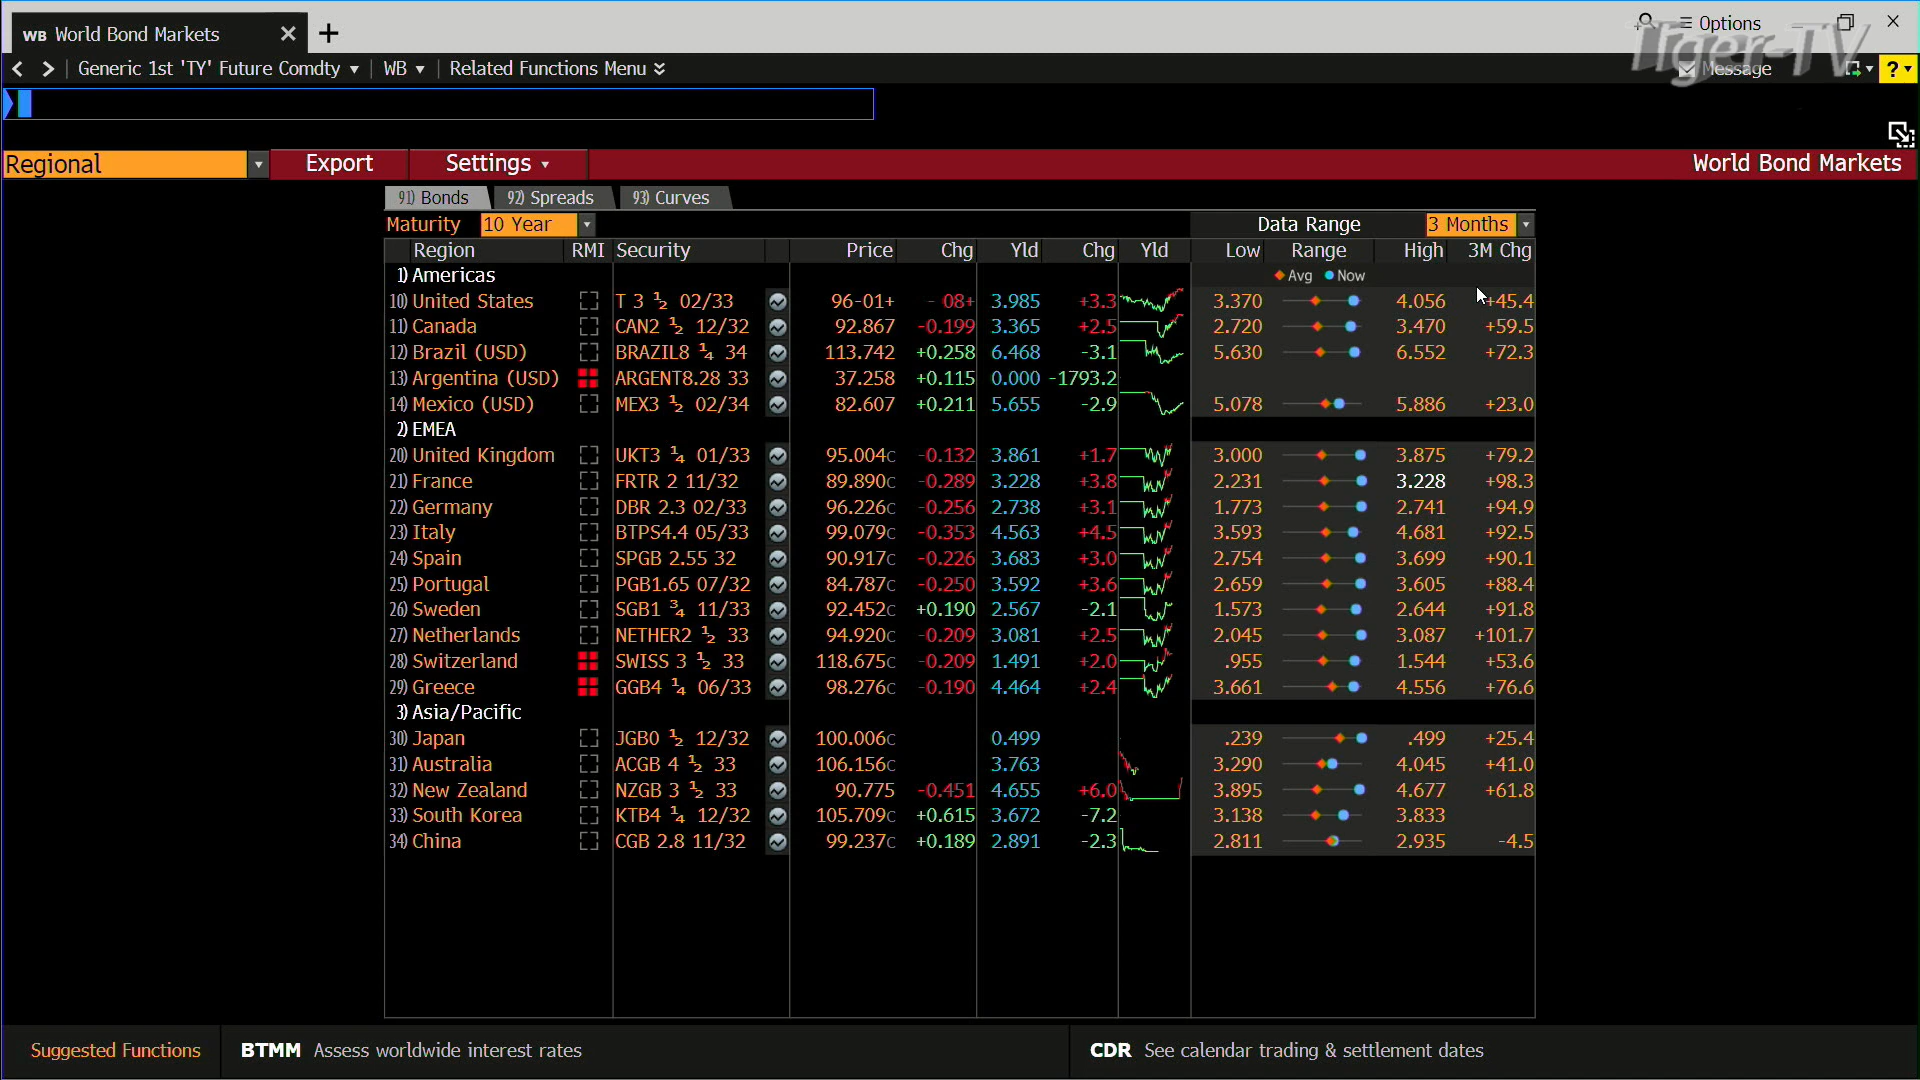 WB World Bond Markets
Options
Tiger-TV
Generic 1st 'TY' Future Comdty WB Related Functions Menu
Message ?
Regional Export Settings World Bond Markets
91) Bonds 92) Spreads 93) Curves
Maturity 10 Year Data Range 3 Months
Region RMI Security Price Chg Yld Chg Yld Low Range High 3M Chg
1) Americas Avg Now
10) United States T 3 ½ 02/33 96-01+ - 08+ 3.985 +3.3 3.370 4.056 +45.4
11) Canada CAN2 ½ 12/32 92.867 -0.199 3.365 +2.5 2.720 3.470 +59.5
12) Brazil (USD) BRAZIL8 ¼ 34 113.742 +0.258 6.468 -3.1 5.630 6.552 +72.3
13) Argentina (USD) ARGENT8.28 33 37.258 +0.115 0.000 -1793.2
14) Mexico (USD) MEX3 ½ 02/34 82.607 +0.211 5.655 -2.9 5.078 5.886 +23.0
2) EMEA
20) United Kingdom UKT3 ¼ 01/33 95.004C -0.132 3.861 +1.7 3.000 3.875 +79.2
21) France FRTR 2 11/32 89.890C -0.289 3.228 +3.8 2.231 3.228 +98.3
22) Germany DBR 2.3 02/33 96.226C -0.256 2.738 +3.1 1.773 2.741 +94.9
23) Italy BTPS4.4 05/33 99.079C -0.353 4.563 +4.5 3.593 4.681 +92.5
24) Spain SPGB 2.55 32 90.917C -0.226 3.683 +3.0 2.754 3.699 +90.1
25) Portugal PGB1.65 07/32 84.787C -0.250 3.592 +3.6 2.659 3.605 +88.4
26) Sweden SGB1 ¾ 11/33 92.452C +0.190 2.567 -2.1 1.573 2.644 +91.8
27) Netherlands NETHER2 ½ 33 94.920C -0.209 3.081 +2.5 2.045 3.087 +101.7
28) Switzerland SWISS 3 ½ 33 118.675C -0.209 1.491 +2.0 .955 1.544 +53.6
29) Greece GGB4 ¼ 06/33 98.276C -0.190 4.464 +2.4 3.661 4.556 +76.6
3) Asia/Pacific
30) Japan JGB0 ½ 12/32 100.006C 0.499 .239 .499 +25.4
31) Australia ACGB 4 ½ 33 106.156C 3.763 3.290 4.045 +41.0
32) New Zealand NZGB 3 ½ 33 90.775 -0.451 4.655 +6.0 3.895 4.677 +61.8
33) South Korea KTB4 ¼ 12/32 105.709C +0.615 3.672 -7.2 3.138 3.833
34) China CGB 2.8 11/32 99.237C +0.189 2.891 -2.3 2.811 2.935 -4.5
Suggested Functions BTMM Assess worldwide interest rates CDR See calendar trading & settlement dates